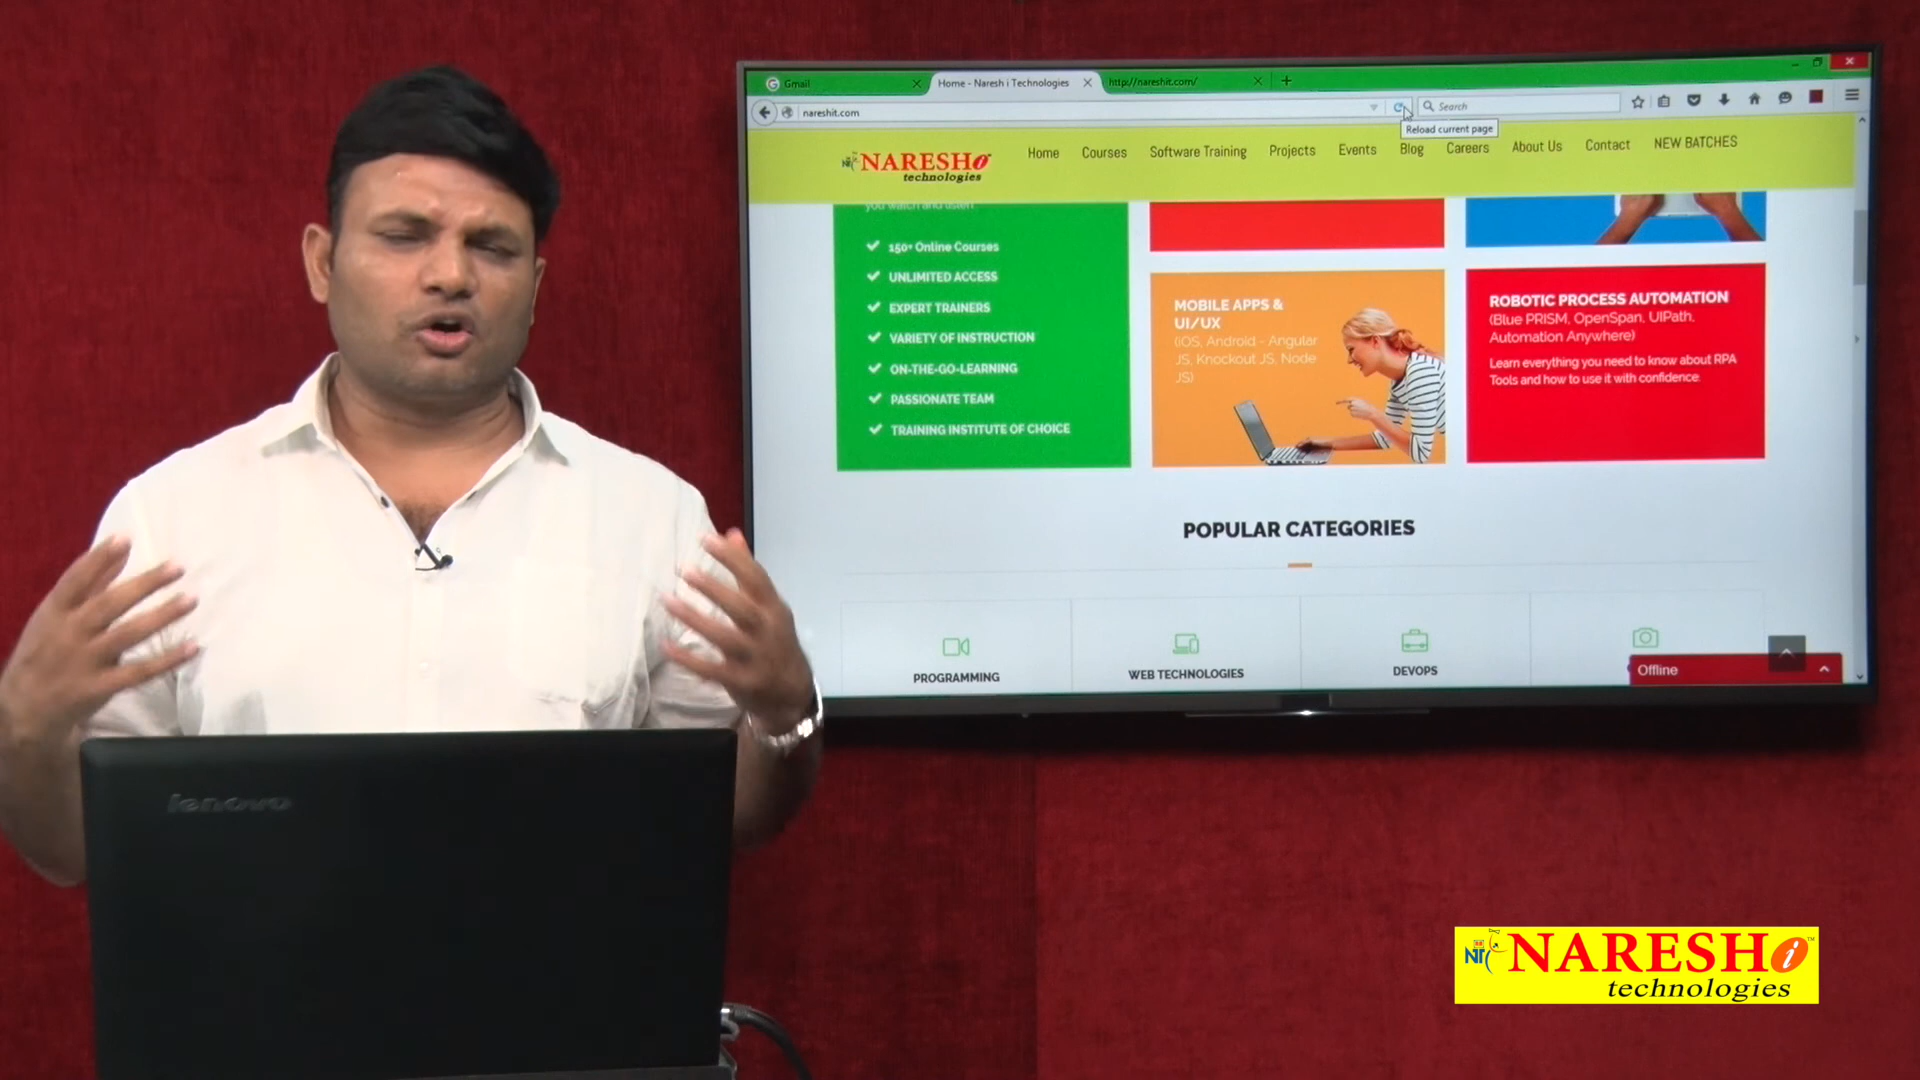 Gmail
Home - Naresh i Technologies
http://nareshit.com/
nareshit.com
Search
Reload current page
NARESH i
technologies
Home
Courses
Software Training
Projects
Events
Blog
Careers
About Us
Contact
NEW BATCHES
you watch and listen.
150+ Online Courses
UNLIMITED ACCESS
EXPERT TRAINERS
VARIETY OF INSTRUCTION
ON-THE-GO-LEARNING
PASSIONATE TEAM
TRAINING INSTITUTE OF CHOICE
MOBILE APPS &
UI/UX
(iOS, Android - Angular
JS, Knockout JS, Node
JS)
ROBOTIC PROCESS AUTOMATION
(Blue PRISM, OpenSpan, UIPath,
Automation Anywhere)
Learn everything you need to know about RPA
Tools and how to use it with confidence.
POPULAR CATEGORIES
PROGRAMMING
WEB TECHNOLOGIES
DEVOPS
Offline
lenovo
NARESH i ™
technologies